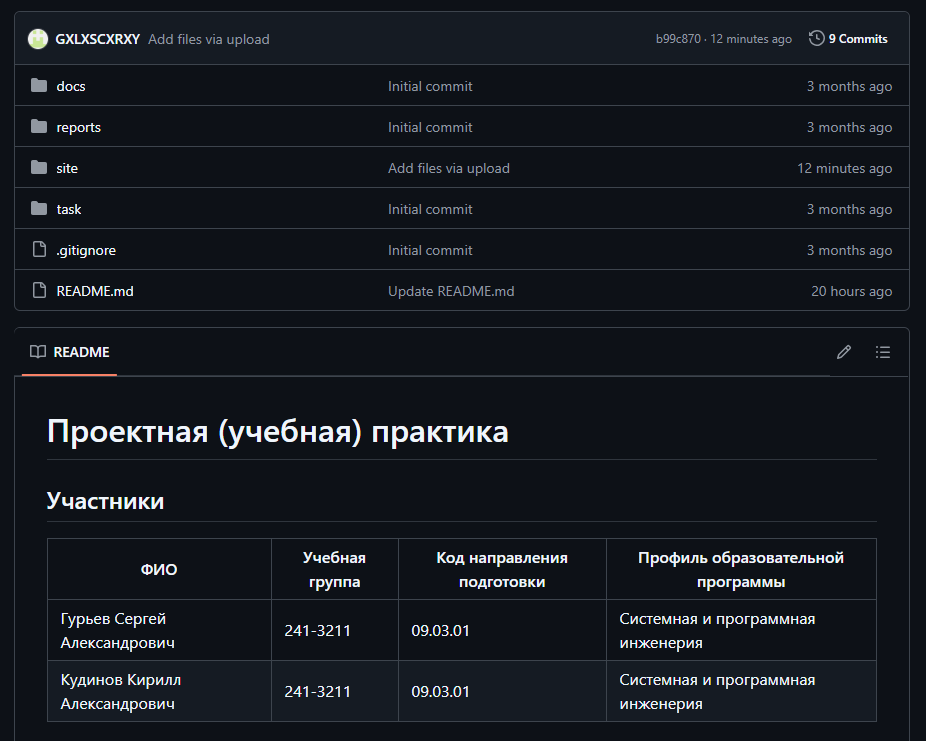 GXLXSCXRXY Add files via upload b99c870 · 12 minutes ago 9 Commits
docs Initial commit 3 months ago
reports Initial commit 3 months ago
site Add files via upload 12 minutes ago
task Initial commit 3 months ago
.gitignore Initial commit 3 months ago
README.md Update README.md 20 hours ago
README
Проектная (учебная) практика
Участники
ФИО
Учебная
группа
Код направления
подготовки
Профиль образовательной
программы
Гурьев Сергей
Александрович
241-3211
09.03.01
Системная и программная
инженерия
Кудинов Кирилл
Александрович
241-3211
09.03.01
Системная и программная
инженерия